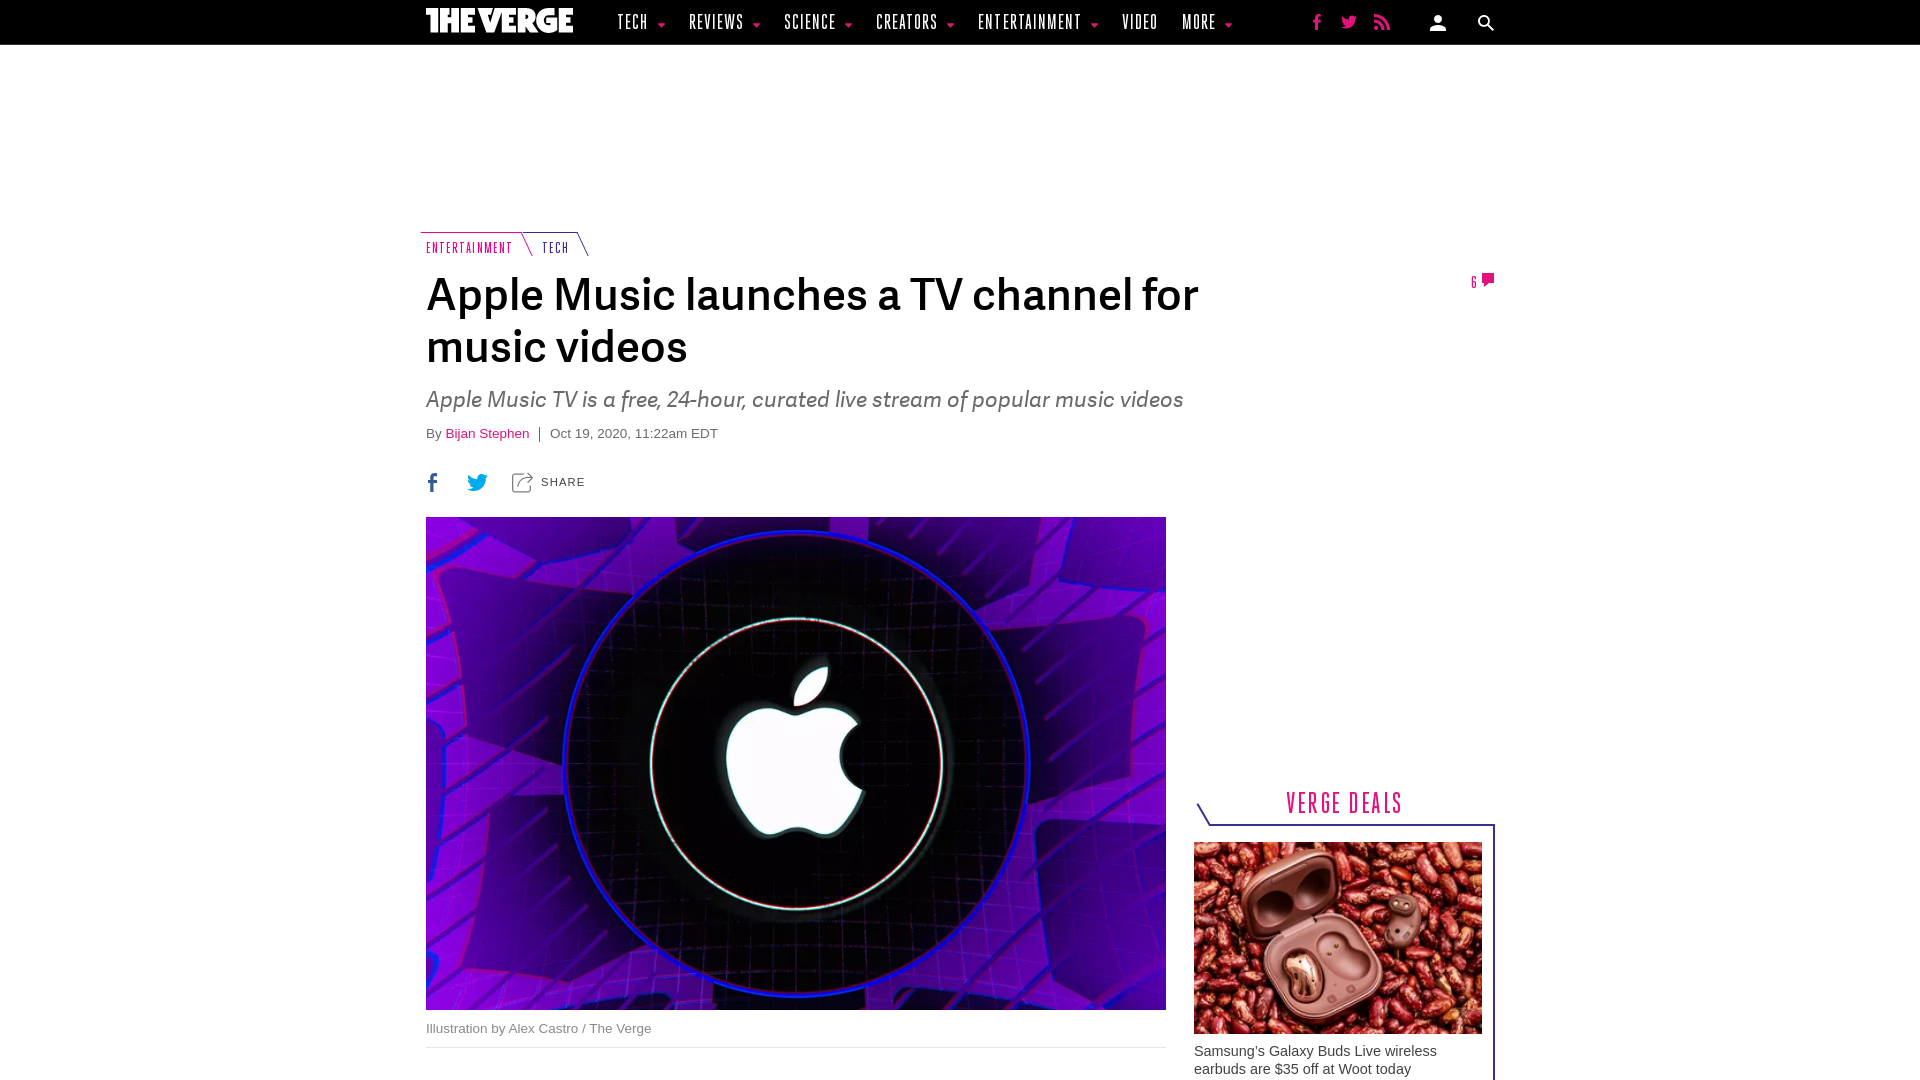 THE VERGE
TECH REVIEWS SCIENCE CREATORS ENTERTAINMENT VIDEO MORE
ENTERTAINMENT TECH
Apple Music launches a TV channel for
music videos
6
Apple Music TV is a free, 24-hour, curated live stream of popular music videos
By Bijan Stephen | Oct 19, 2020, 11:22am EDT
SHARE
Illustration by Alex Castro / The Verge
VERGE DEALS
Samsung’s Galaxy Buds Live wireless
earbuds are $35 off at Woot today